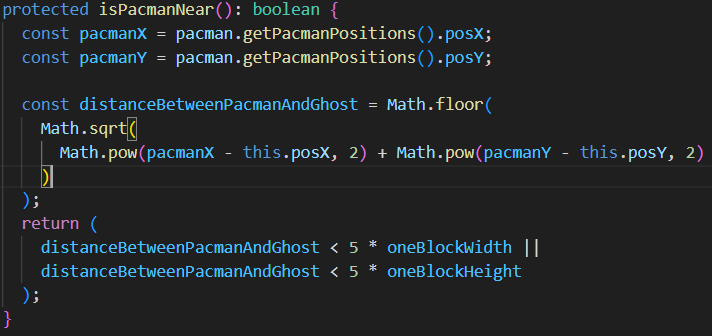 protected isPacmanNear(): boolean {
  const pacmanX = pacman.getPacmanPositions().posX;
  const pacmanY = pacman.getPacmanPositions().posY;

  const distanceBetweenPacmanAndGhost = Math.floor(
    Math.sqrt(
      Math.pow(pacmanX - this.posX, 2) + Math.pow(pacmanY - this.posY, 2)
    )
  );
  return (
    distanceBetweenPacmanAndGhost < 5 * oneBlockWidth ||
    distanceBetweenPacmanAndGhost < 5 * oneBlockHeight
  );
}